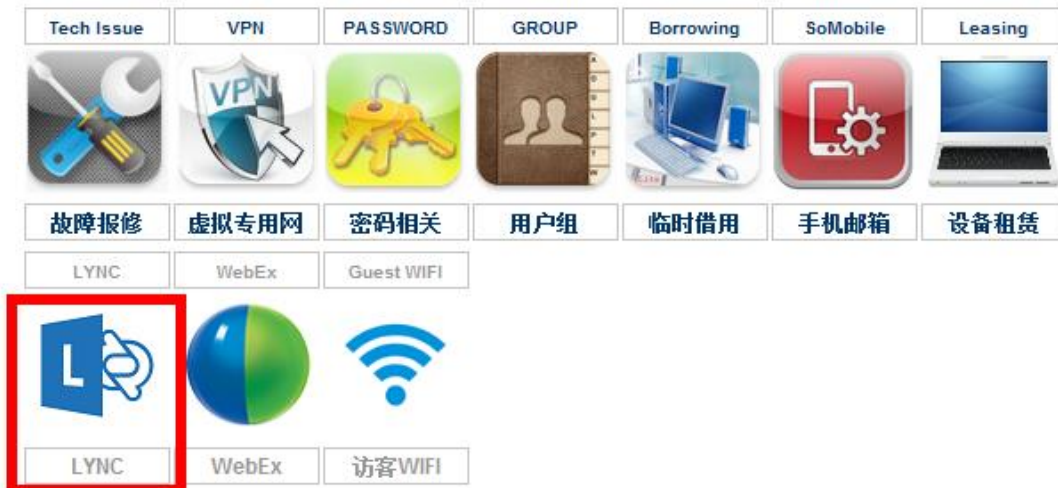 Tech Issue VPN PASSWORD GROUP Borrowing SoMobile Leasing
VPN
故障报修 虚拟专用网 密码相关 用户组 临时借用 手机邮箱 设备租赁
LYNC WebEx Guest WIFI
L
LYNC WebEx 访客WIFI